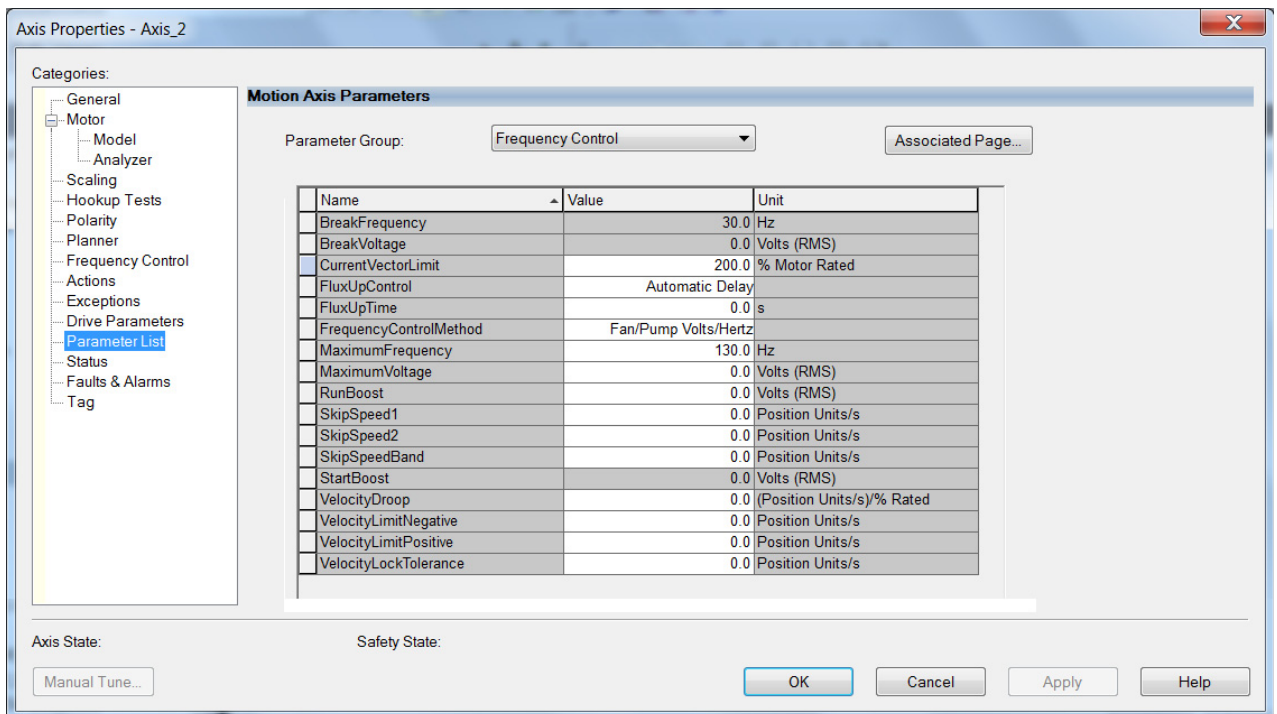 Axis Properties - Axis_2
X
Categories:
General
Motor
Model
Analyzer
Scaling
Hookup Tests
Polarity
Planner
Frequency Control
Actions
Exceptions
Drive Parameters
Parameter List
Status
Faults & Alarms
Tag
Motion Axis Parameters
Parameter Group: Frequency Control Associated Page...
Name Value Unit
BreakFrequency 30.0 Hz
BreakVoltage 0.0 Volts (RMS)
CurrentVectorLimit 200.0 % Motor Rated
FluxUpControl Automatic Delay
FluxUpTime 0.0 s
FrequencyControlMethod Fan/Pump Volts/Hertz
MaximumFrequency 130.0 Hz
MaximumVoltage 0.0 Volts (RMS)
RunBoost 0.0 Volts (RMS)
SkipSpeed1 0.0 Position Units/s
SkipSpeed2 0.0 Position Units/s
SkipSpeedBand 0.0 Position Units/s
StartBoost 0.0 Volts (RMS)
VelocityDroop 0.0 (Position Units/s)/% Rated
VelocityLimitNegative 0.0 Position Units/s
VelocityLimitPositive 0.0 Position Units/s
VelocityLockTolerance 0.0 Position Units/s
Axis State: Safety State:
Manual Tune... OK Cancel Apply Help